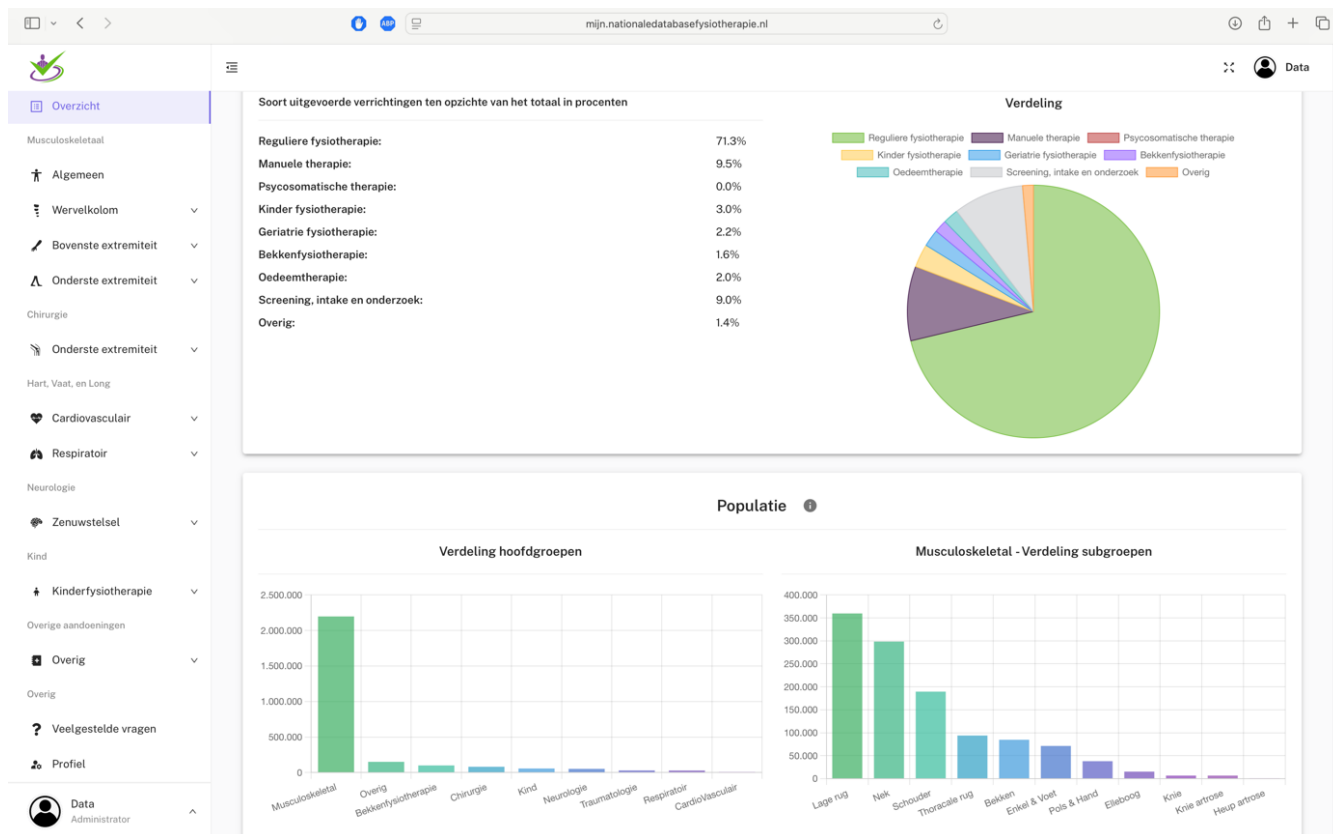 mijn.nationaledatabasefysiotherapie.nl
ABP
Data
Overzicht
Musculoskeletaal
Algemeen
Wervelkolom
Bovenste extremiteit
Onderste extremiteit
Chirurgie
Onderste extremiteit
Hart, Vaat, en Long
Cardiovasculair
Respiratoir
Neurologie
Zenuwstelsel
Kind
Kinderfysiotherapie
Overige aandoeningen
Overig
Overig
Veelgestelde vragen
Profiel
Data
Administrator
Soort uitgevoerde verrichtingen ten opzichte van het totaal in procenten
Reguliere fysiotherapie: 71.3%
Manuele therapie: 9.5%
Psycosomatische therapie: 0.0%
Kinder fysiotherapie: 3.0%
Geriatrie fysiotherapie: 2.2%
Bekkenfysiotherapie: 1.6%
Oedeemtherapie: 2.0%
Screening, intake en onderzoek: 9.0%
Overig: 1.4%
Verdeling
Reguliere fysiotherapie Manuele therapie Psycosomatische therapie
Kinder fysiotherapie Geriatrie fysiotherapie Bekkenfysiotherapie
Oedeemtherapie Screening, intake en onderzoek Overig
Populatie
Verdeling hoofdgroepen
2.500.000
2.000.000
1.500.000
1.000.000
500.000
0
Musculoskeletal
Overig
Bekkenfysiotherapie
Chirurgie
Kind
Neurologie
Traumatologie
Respiratoir
CardioVasculair
Musculoskeletal - Verdeling subgroepen
400.000
350.000
300.000
250.000
200.000
150.000
100.000
50.000
0
Lage rug
Nek
Schouder
Thoracale rug
Bekken
Enkel & Voet
Pols & Hand
Elleboog
Knie
Knie artrose
Heup artrose